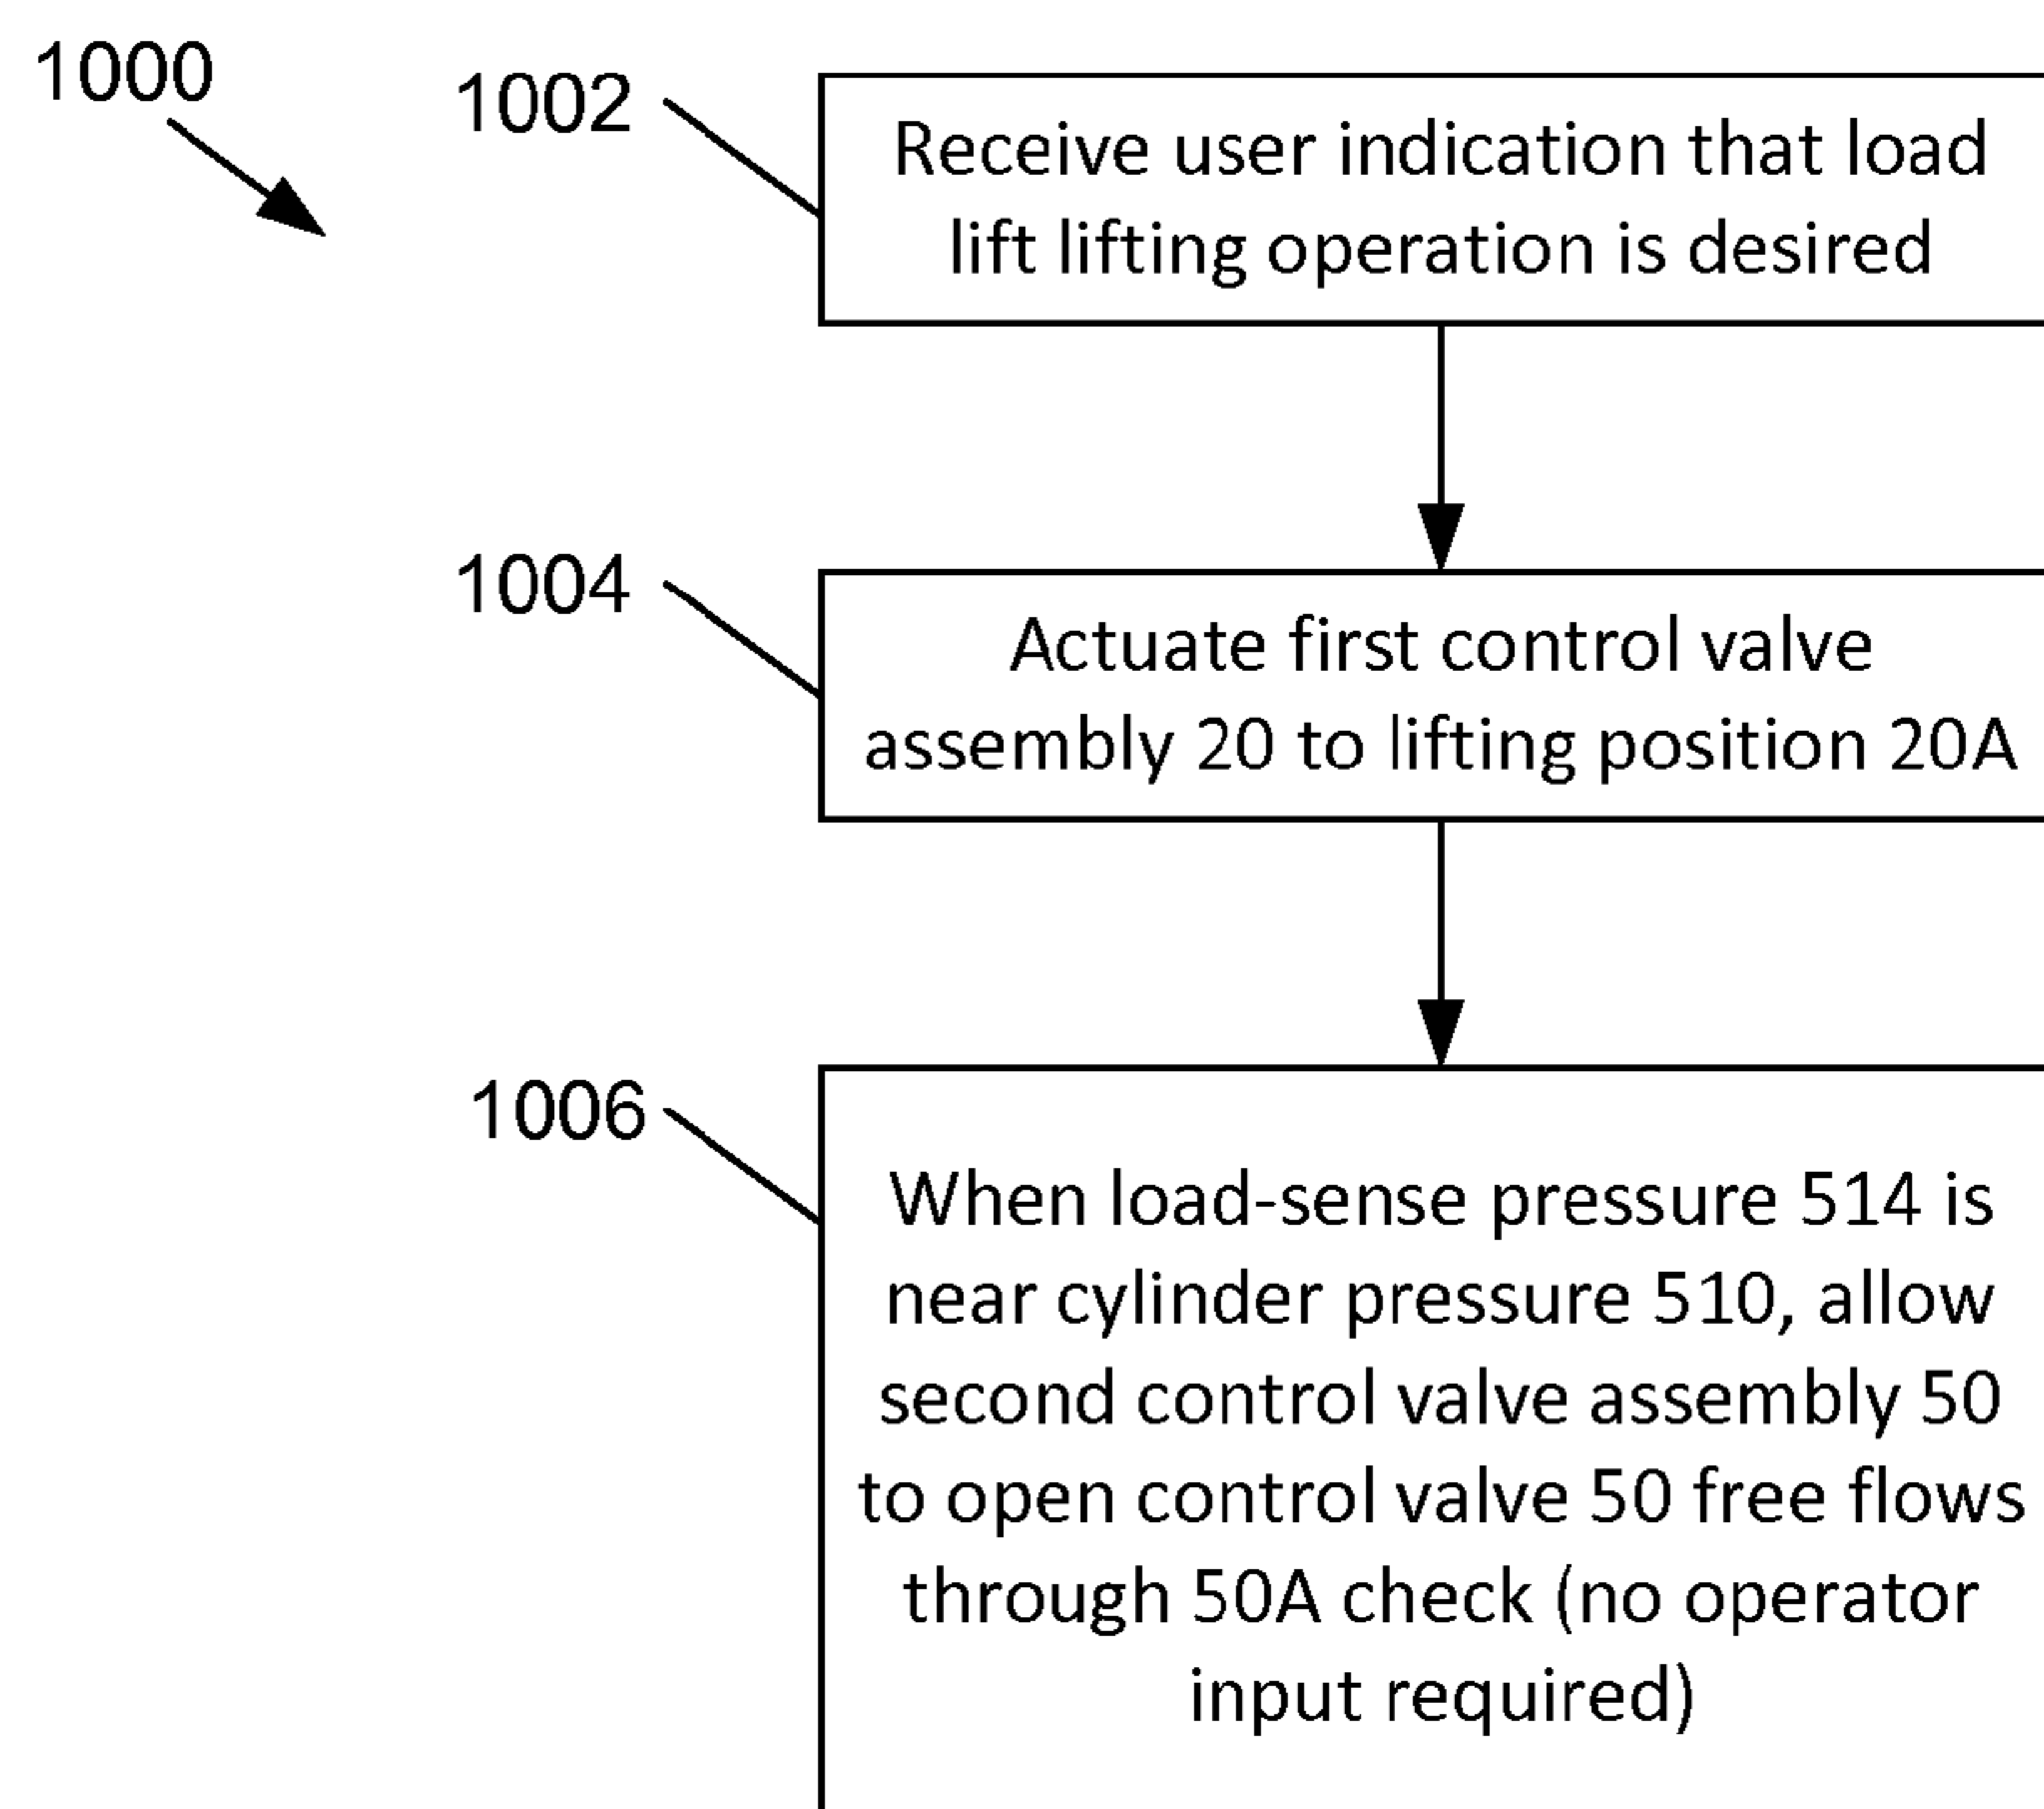 1000
1002
Receive user indication that load
lift lifting operation is desired
1004
Actuate first control valve
assembly 20 to lifting position 20A
1006
When load-sense pressure 514 is
near cylinder pressure 510, allow
second control valve assembly 50
to open control valve 50 free flows
through 50A check (no operator
input required)